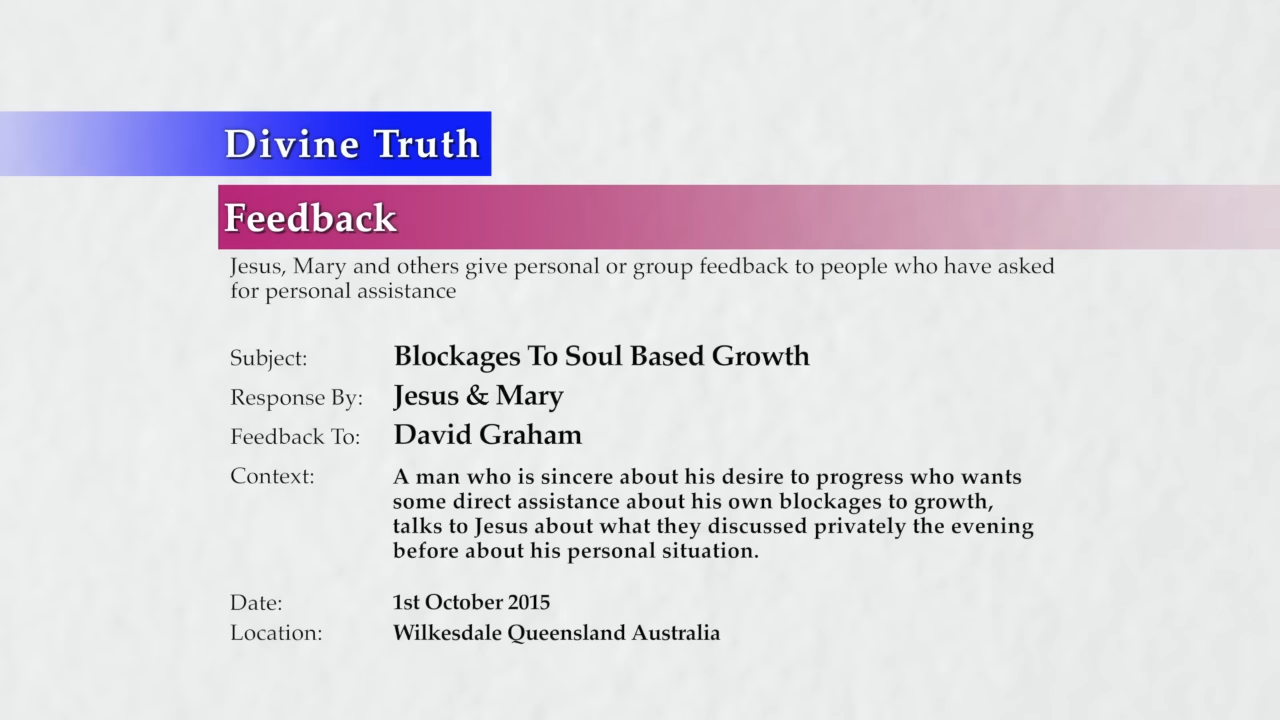 Divine Truth
Feedback
Jesus, Mary and others give personal or group feedback to people who have asked
for personal assistance
Subject: Blockages To Soul Based Growth
Response By: Jesus & Mary
Feedback To: David Graham
Context: A man who is sincere about his desire to progress who wants
some direct assistance about his own blockages to growth,
talks to Jesus about what they discussed privately the evening
before about his personal situation.
Date: 1st October 2015
Location: Wilkesdale Queensland Australia